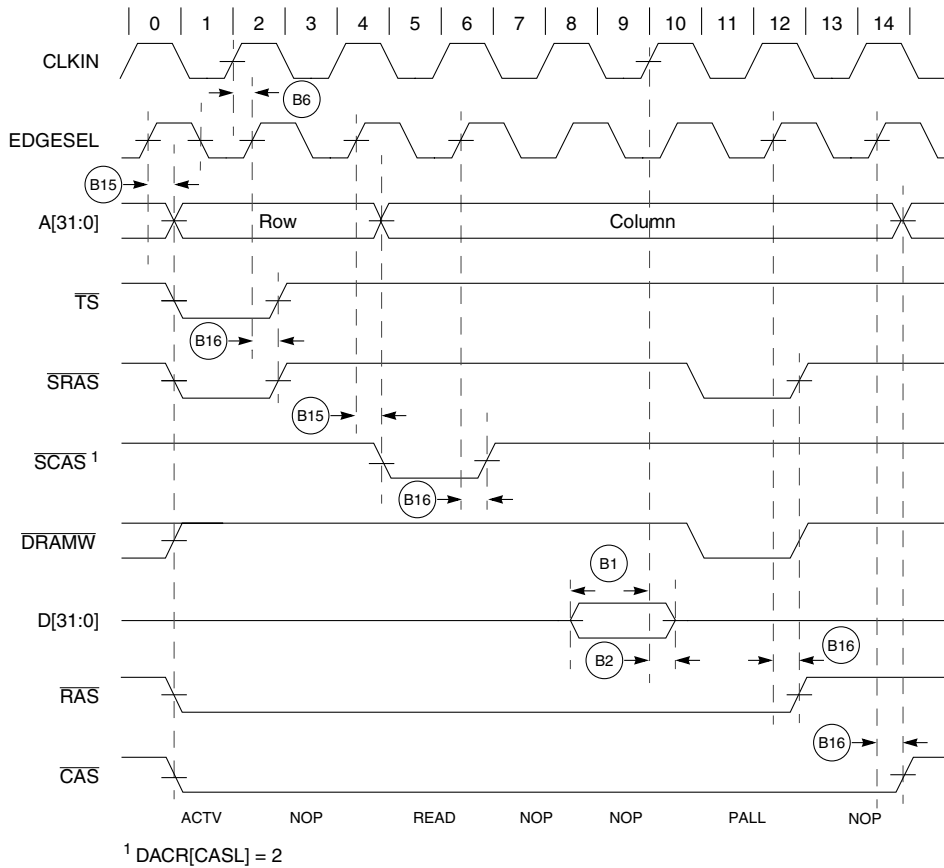 0 1 2 3 4 5 6 7 8 9 10 11 12 13 14
CLKIN
B6
EDGESEL
B15
A[31:0] Row Column
TS
B16
SRAS
B15
SCAS 1
B16
DRAMW
B1
D[31:0]
B2 B16
RAS
B16
CAS
ACTV NOP READ NOP NOP PALL NOP
1 DACR[CASL] = 2